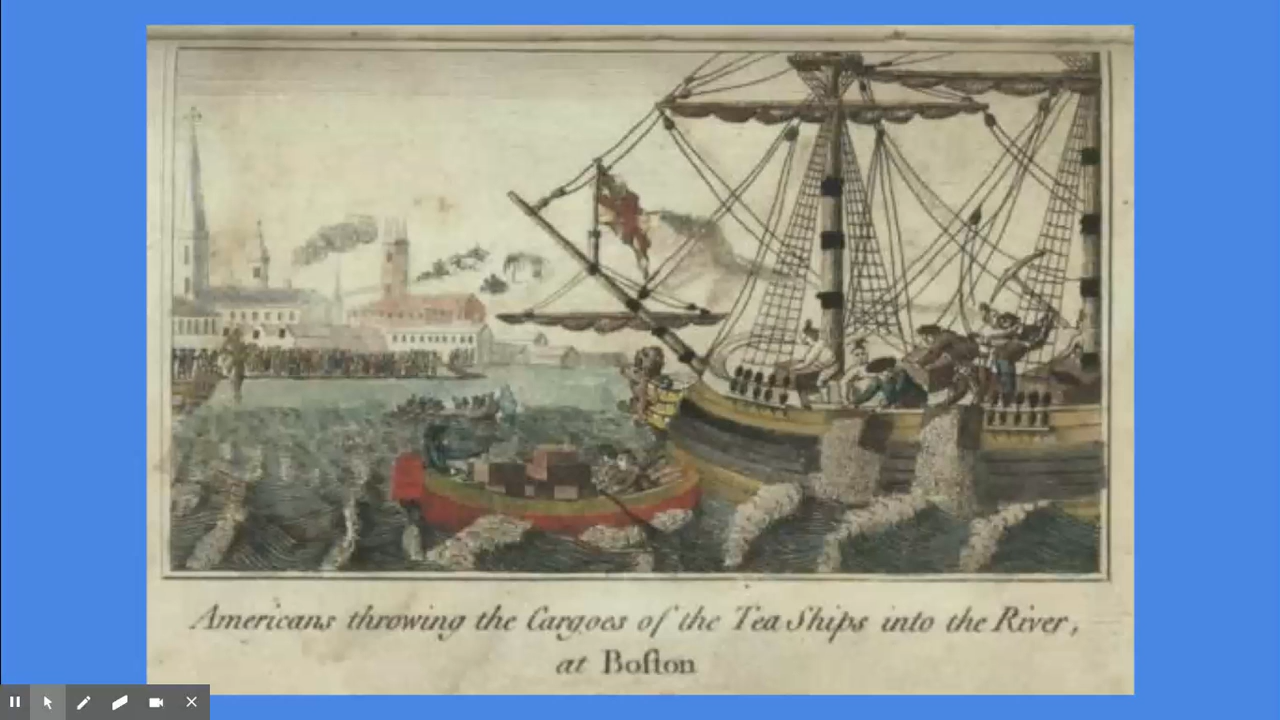 Americans throwing the Cargoes of the Tea Ships into the River,
at Boſton